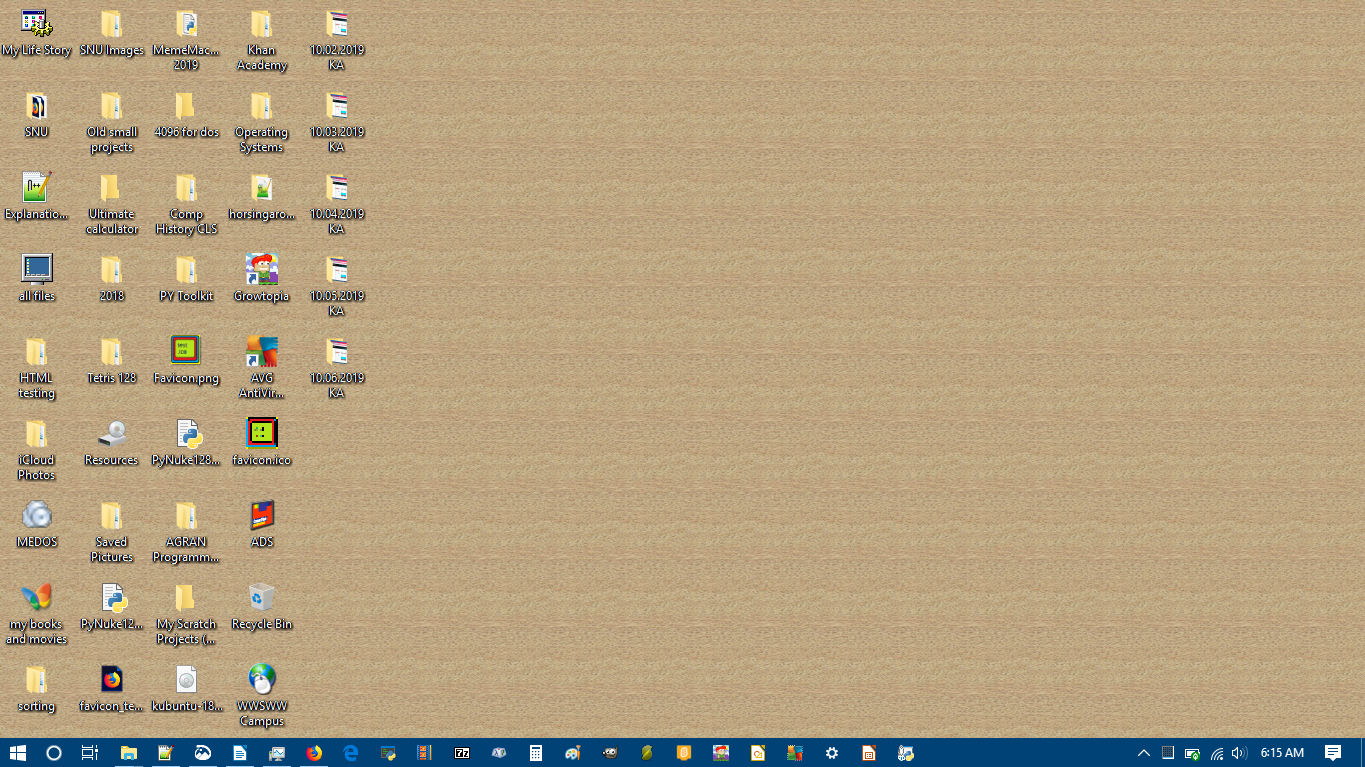 My Life Story
SNU Images
MemeMac...
2019
Khan
Academy
10.02.2019
KA
SNU
Old small
projects
4096 for dos
Operating
Systems
10.03.2019
KA
Explanatio...
Ultimate
calculator
Comp
History CLS
horsingaro...
10.04.2019
KA
all files
2018
PY Toolkit
Growtopia
10.05.2019
KA
HTML
testing
Tetris 128
Favicon.png
AVG
AntiVir...
10.06.2019
KA
iCloud
Photos
Resources
PyNuke128...
favicon.ico
MEDOS
Saved
Pictures
AGRAN
Programm...
ADS
my books
and movies
PyNuke12...
My Scratch
Projects (...
Recycle Bin
sorting
favicon_te...
kubuntu-18...
WWSWW
Campus
6:15 AM